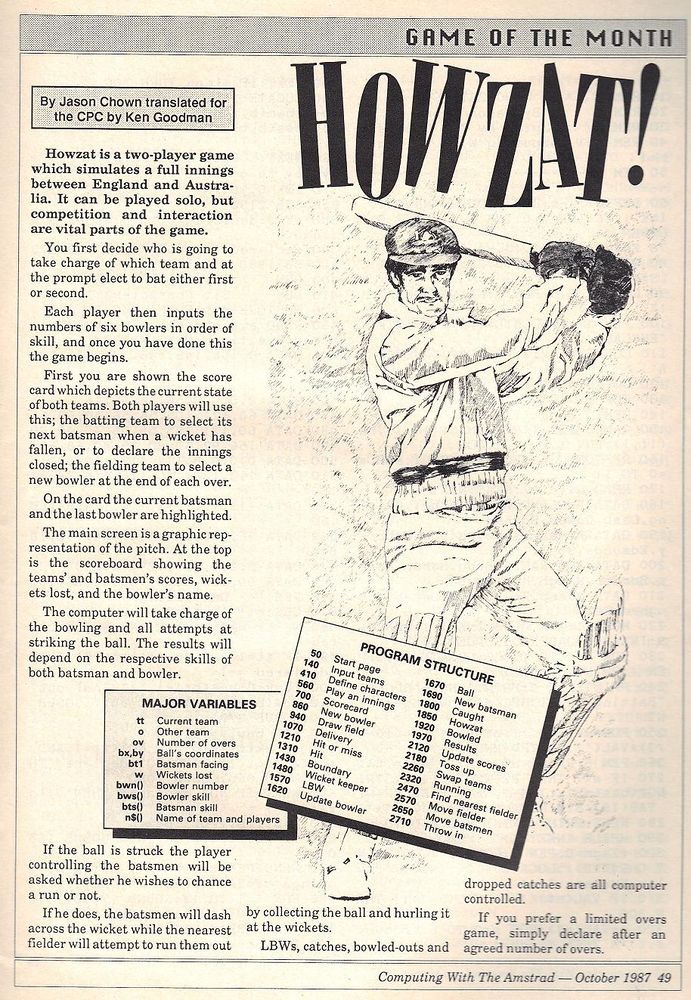 GAME OF THE MONTH
HOWZAT!
By Jason Chown translated for
the CPC by Ken Goodman
Howzat is a two-player game
which simulates a full innings
between England and Austra-
lia. It can be played solo, but
competition and interaction
are vital parts of the game.
You first decide who is going to
take charge of which team and at
the prompt elect to bat either first
or second.
Each player then inputs the
numbers of six bowlers in order of
skill, and once you have done this
the game begins.
First you are shown the score
card which depicts the current state
of both teams. Both players will use
this; the batting team to select its
next batsman when a wicket has
fallen, or to declare the innings
closed; the fielding team to select a
new bowler at the end of each over.
On the card the current batsman
and the last bowler are highlighted.
The main screen is a graphic rep-
resentation of the pitch. At the top
is the scoreboard showing the
teams' and batsmen's scores, wick-
ets lost, and the bowler's name.
The computer will take charge of
the bowling and all attempts at
striking the ball. The results will
depend on the respective skills of
both batsman and bowler.
MAJOR VARIABLES
tt Current team
o Other team
ov Number of overs
bx,by Ball's coordinates
bt1 Batsman facing
w Wickets lost
bwn() Bowler number
bws() Bowler skill
bts() Batsman skill
n$() Name of team and players
PROGRAM STRUCTURE
50 Start page
140 Input teams
410 Define characters
560 Play an innings
700 Scorecard
860 New bowler
940 Draw field
1070 Delivery
1210 Hit or miss
1310 Hit
1430 Boundary
1480 Wicket keeper
1570 LBW
1620 Update bowler
1670 Ball
1690 New batsman
1800 Caught
1850 Howzat
1920 Bowled
1970 Results
2120 Update scores
2180 Toss up
2260 Swap teams
2320 Running
2470 Find nearest fielder
2570 Move fielder
2650 Move batsmen
2710 Throw in
If the ball is struck the player
controlling the batsmen will be
asked whether he wishes to chance
a run or not.
If he does, the batsmen will dash
across the wicket while the nearest
fielder will attempt to run them out
by collecting the ball and hurling it
at the wickets.
LBWs, catches, bowled-outs and
dropped catches are all computer
controlled.
If you prefer a limited overs
game, simply declare after an
agreed number of overs.
Computing With The Amstrad — October 1987 49